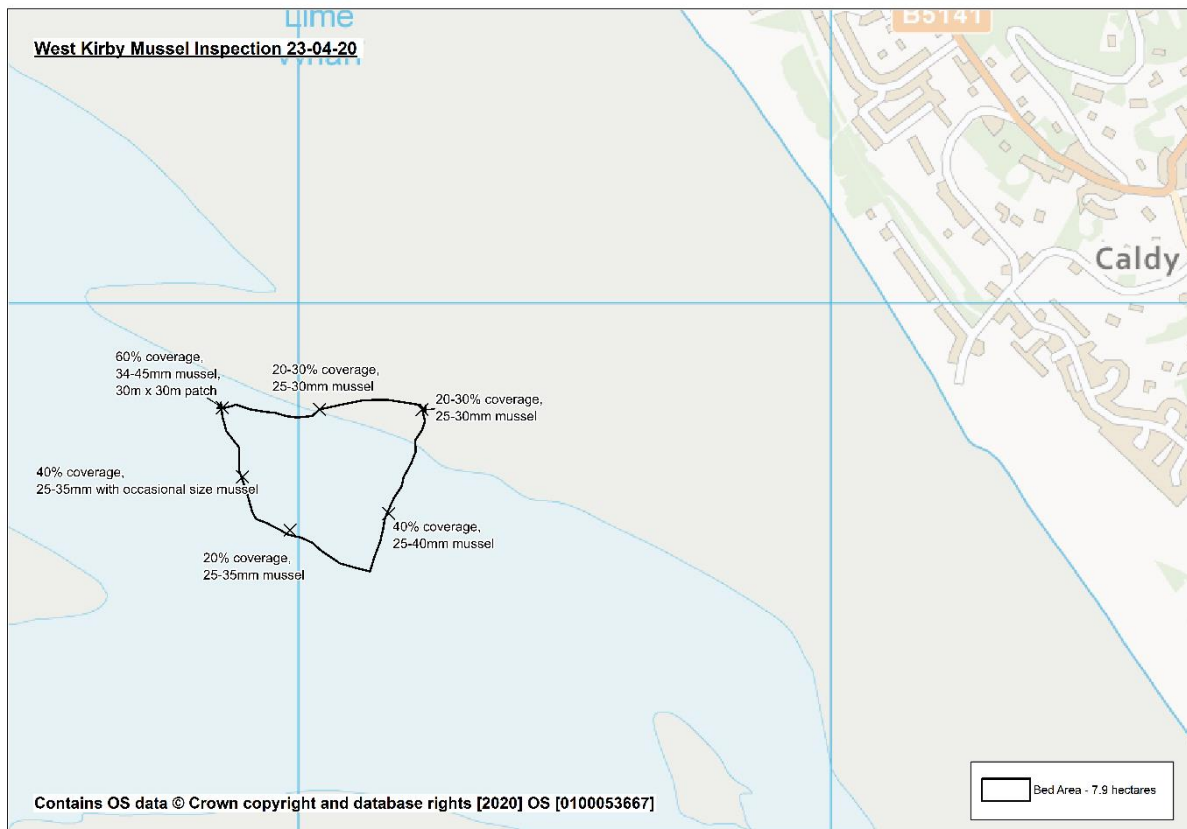 Lime
Wharf
B5141
West Kirby Mussel Inspection 23-04-20
Caldy
60% coverage,
34-45mm mussel,
30m x 30m patch
20-30% coverage,
25-30mm mussel
20-30% coverage,
25-30mm mussel
40% coverage,
25-35mm with occasional size mussel
40% coverage,
25-40mm mussel
20% coverage,
25-35mm mussel
Bed Area - 7.9 hectares
Contains OS data © Crown copyright and database rights [2020] OS [0100053667]